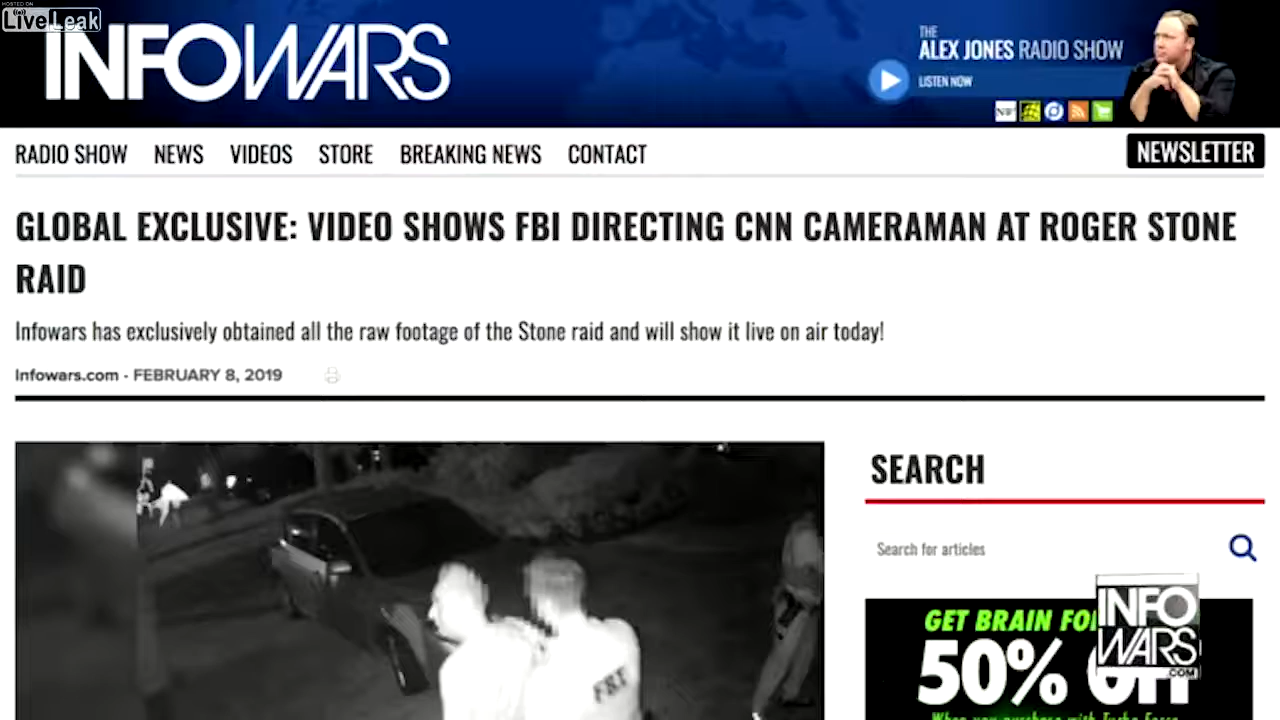 HOSTED ON
LiveLeak
INFOWARS
THE
ALEX JONES RADIO SHOW
LISTEN NOW
RADIO SHOW NEWS VIDEOS STORE BREAKING NEWS CONTACT
NEWSLETTER
GLOBAL EXCLUSIVE: VIDEO SHOWS FBI DIRECTING CNN CAMERAMAN AT ROGER STONE
RAID
Infowars has exclusively obtained all the raw footage of the Stone raid and will show it live on air today!
Infowars.com - FEBRUARY 8, 2019
SEARCH
Search for articles
FBI
GET BRAIN
50% OFF
INFO
WARS
.COM